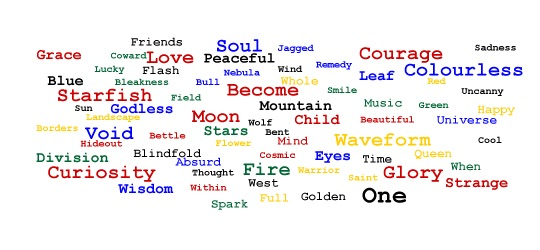 Friends Soul Jagged Sadness
Grace Coward Love Peaceful Remedy Courage
Lucky Flash Nebula Wind Leaf Colourless
Blue Bleakness Bull Whole Red
Starfish Field Become Smile Uncanny
Sun Godless Mountain Music Green Happy
Landscape Moon Wolf Child Beautiful Universe
Borders Void Bettle Stars Bent
Hideout Flower Mind Waveform Cool
Division Blindfold Absurd Cosmic Eyes Time Queen
Curiosity Thought Fire Warrior Saint Glory When
Wisdom Within West Strange
Spark Full Golden One